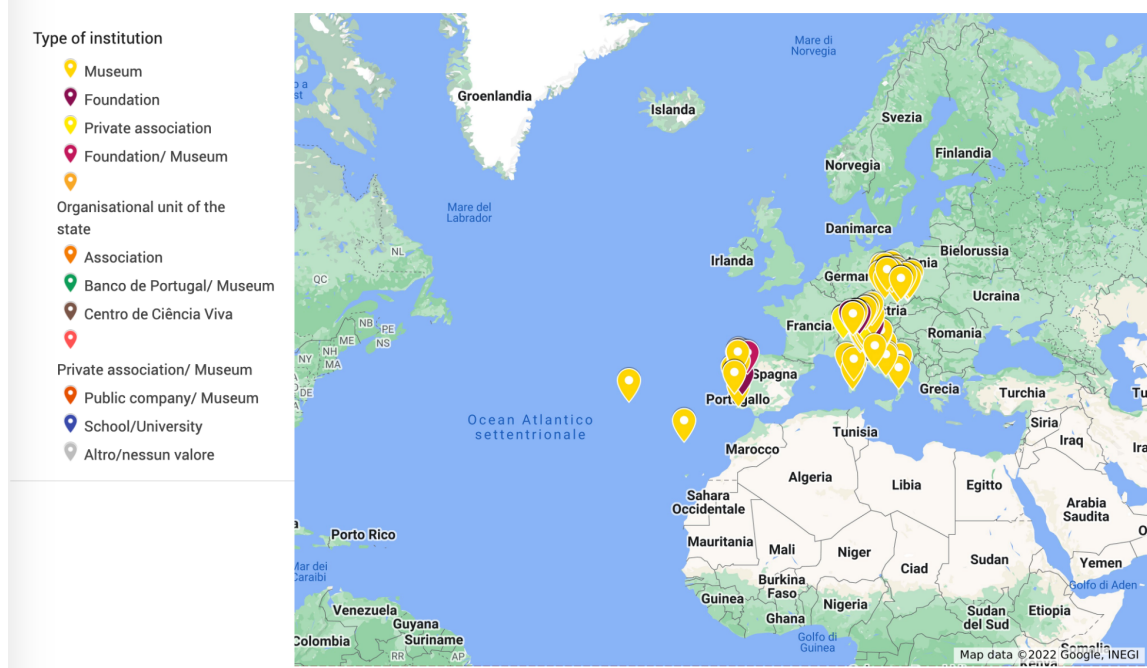 Type of institution
Museum
Foundation
Private association
Foundation/ Museum
Organisational unit of the
state
Association
Banco de Portugal/ Museum
Centro de Ciência Viva
Private association/ Museum
Public company/ Museum
School/University
Altro/nessun valore
Mare di
Norvegia
Groenlandia
Islanda
Svezia
Finlandia
Norvegia
Mare del
Labrador
Danimarca
Bielorussia
Irlanda
NL
QC
Ucraina
Francia
Romania
NB
PE
ME
NS
NH
NY
MA
DE
Spagna
Grecia
Turchia
Ocean Atlantico
settentrionale
Tunisia
Siria
Iraq
Marocco
Algeria
Libia
Egitto
Sahara
Occidentale
Arabia
Saudita
Porto Rico
Mauritania
Mali
Niger
Sudan
Ciad
Yemen
Mar dei
Caraibi
Burkina
Faso
Golfo di Aden
Guinea
Nigeria
Ghana
Sudan
del Sud
Etiopia
Venezuela
Guyana
Suriname
Colombia
Golfo di
Guinea
RR
AP
Map data ©2022 Google, INEGI